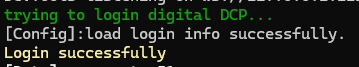 trying to login digital DCP...
[Config]:load login info successfully.
Login successfully